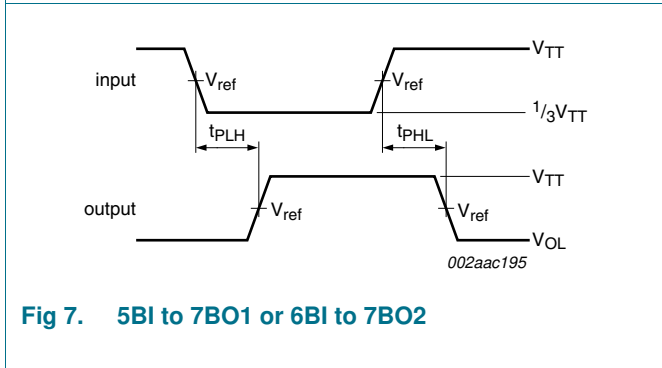 VTT
input
Vref
Vref
1/3VTT
tPLH
tPHL
VTT
output
Vref
Vref
VOL
002aac195
Fig 7. 5BI to 7BO1 or 6BI to 7BO2